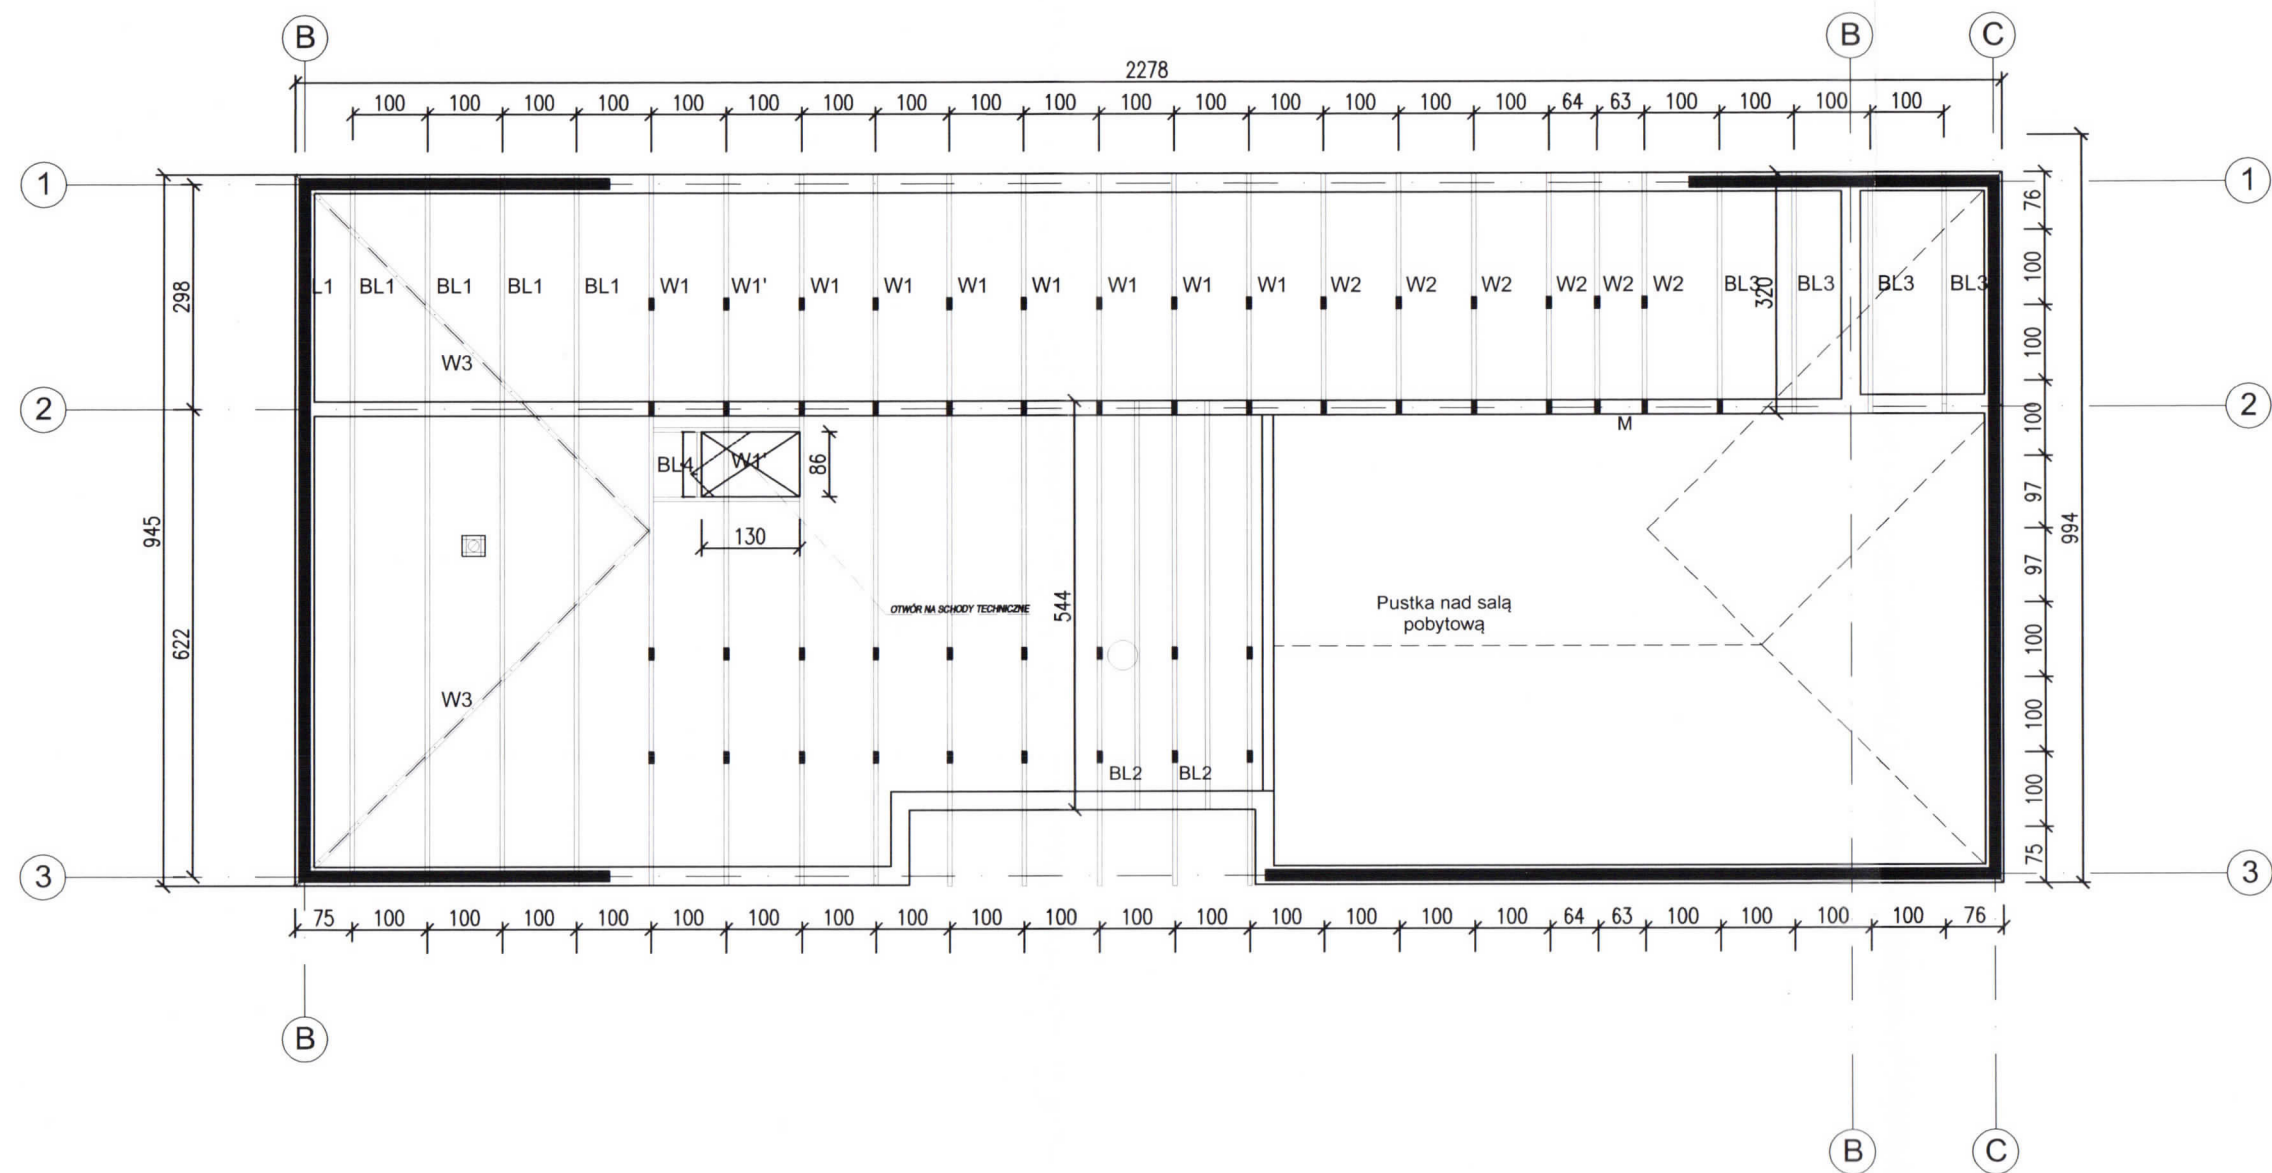 B B C
2278
100 100 100 100 100 100 100 100 100 100 100 100 100 100 100 100 64 63 100 100 100 100
1 1
76
L1 BL1 BL1 BL1 BL1 W1 W1' W1 W1 W1 W1 W1 W1 W1 W2 W2 W2 W2 W2 W2 BL3 BL3 BL3 BL3
298
320
100
100
W3
2 2
100
M
BL4 W1' 86
97
945
130
994
97
OTWÓR NA SCHODY TECHNICZNE
544
Pustka nad salą
pobytową
622
100
W3
100
BL2 BL2
100
75
3 3
75 100 100 100 100 100 100 100 100 100 100 100 100 100 100 100 100 64 63 100 100 100 100 76
B
B C